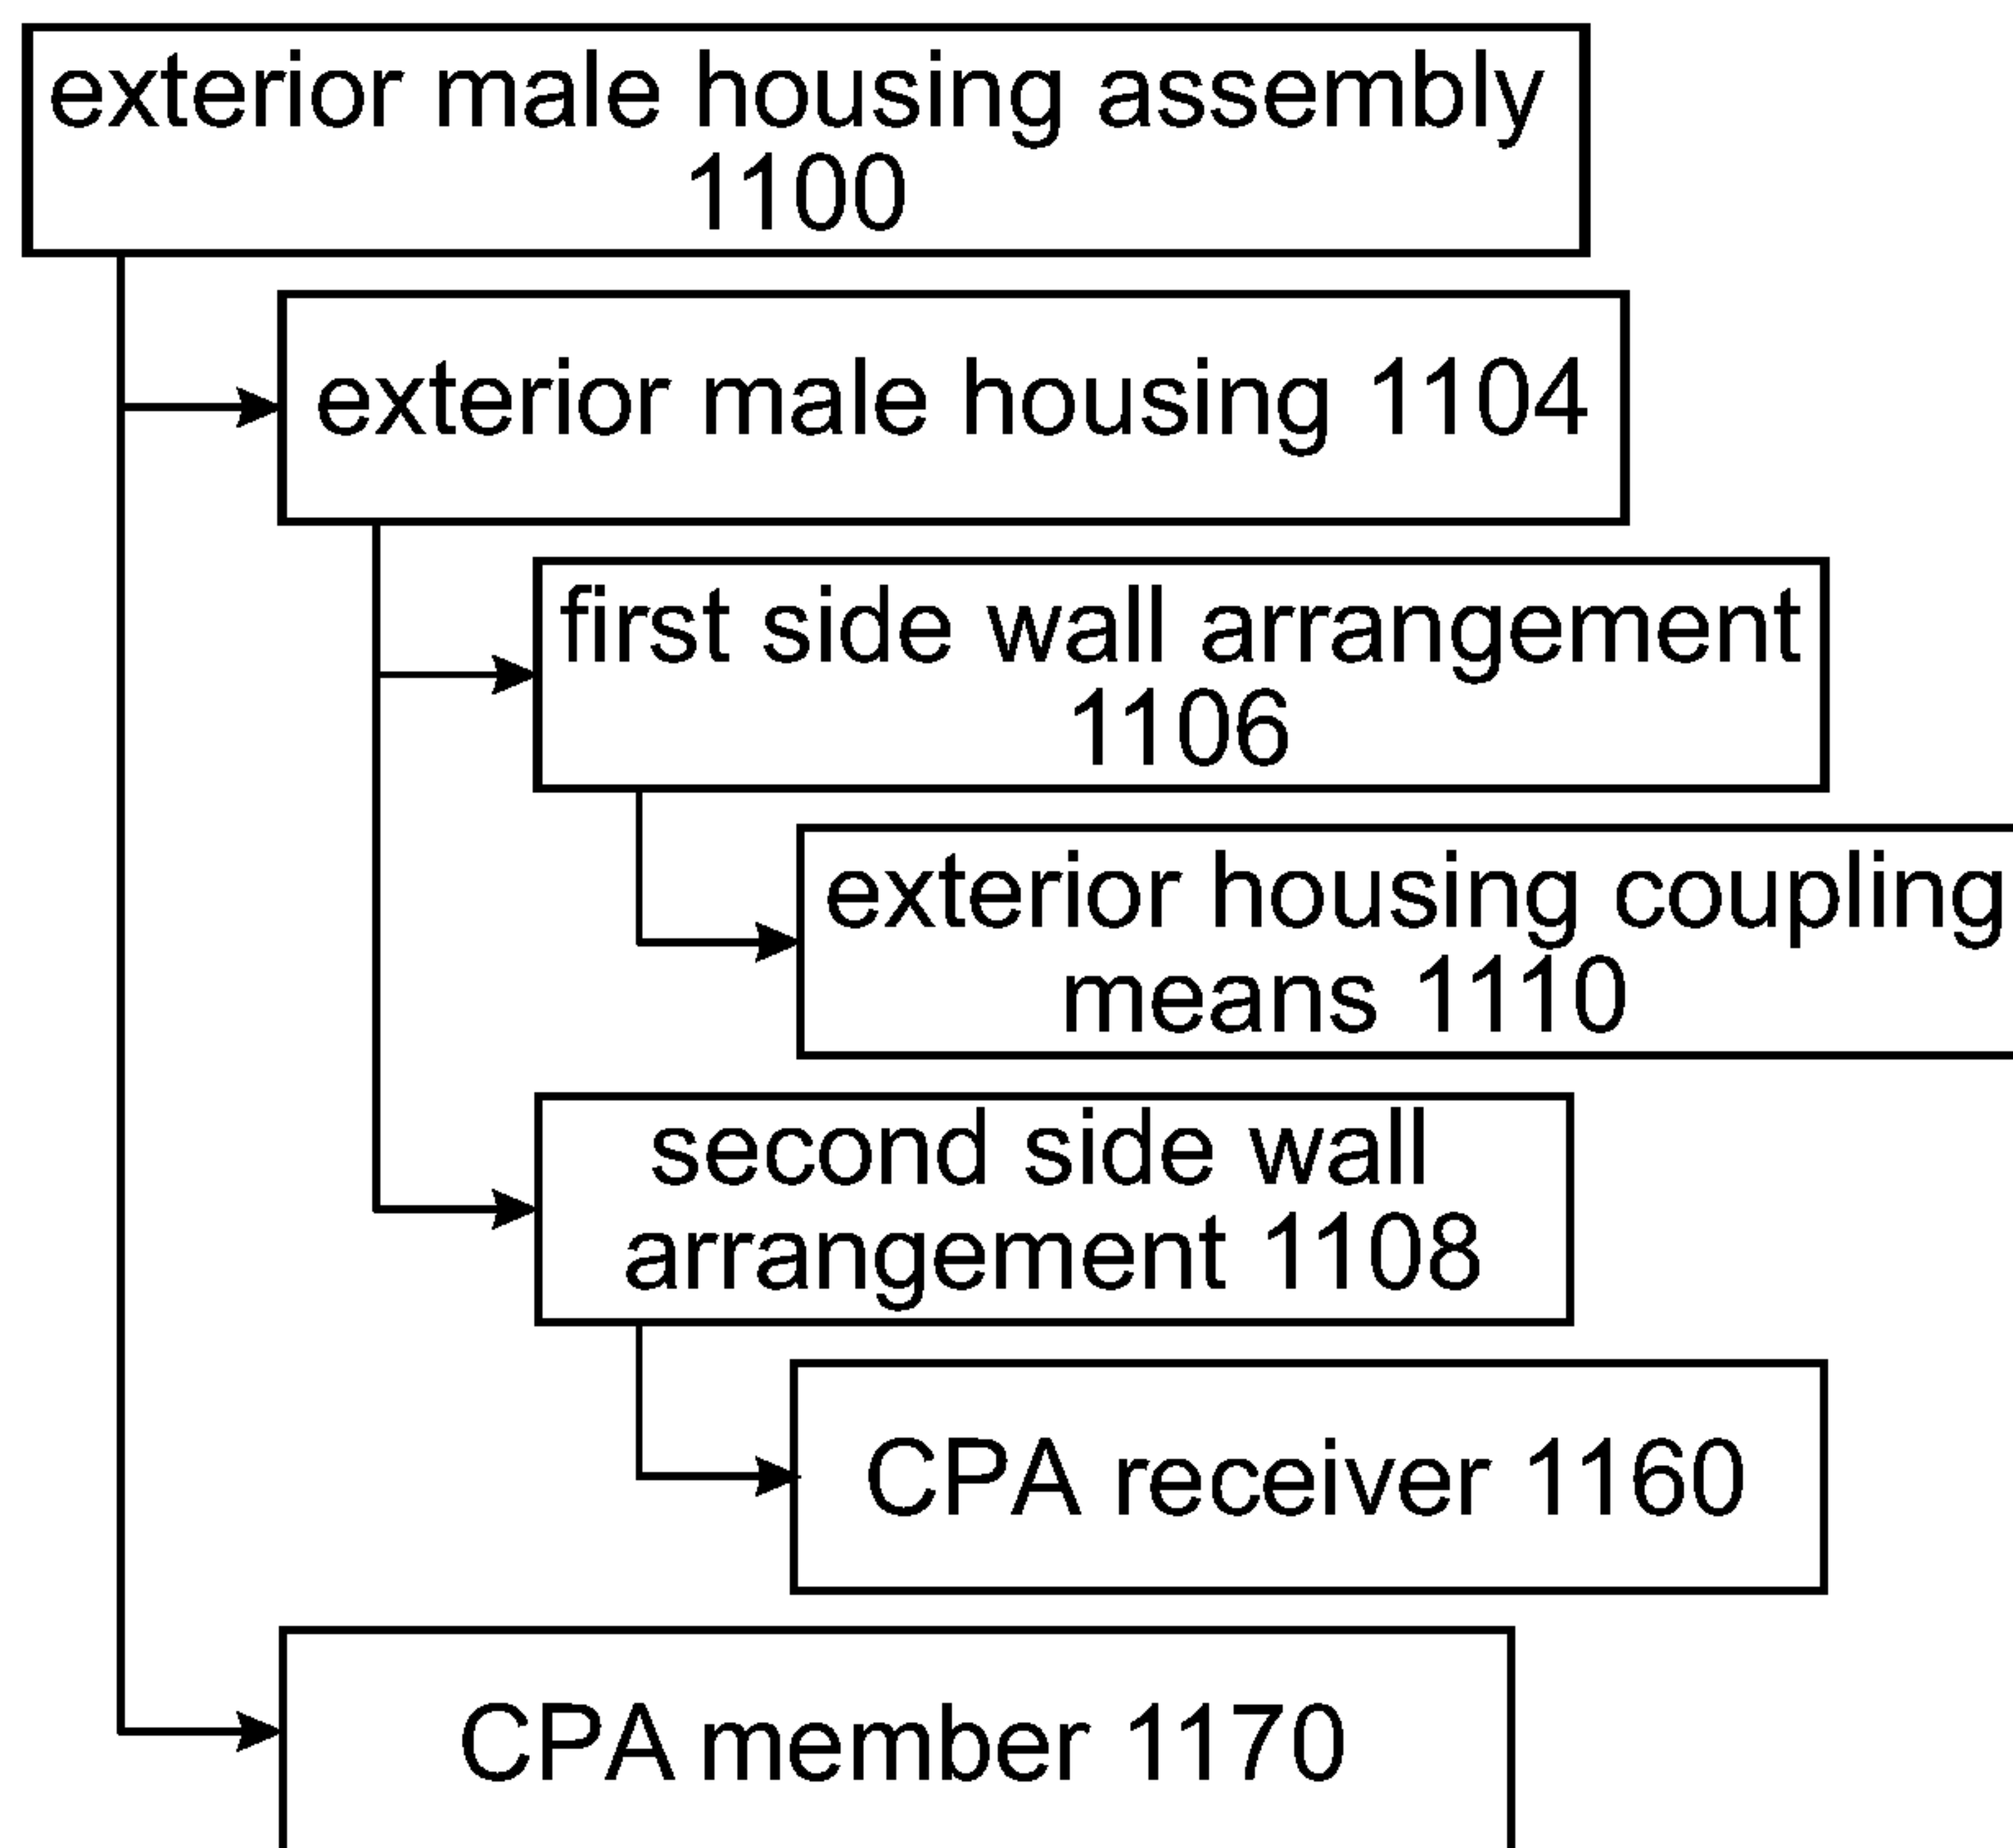 exterior male housing assembly
1100
exterior male housing 1104
first side wall arrangement
1106
exterior housing coupling
means 1110
second side wall
arrangement 1108
CPA receiver 1160
CPA member 1170